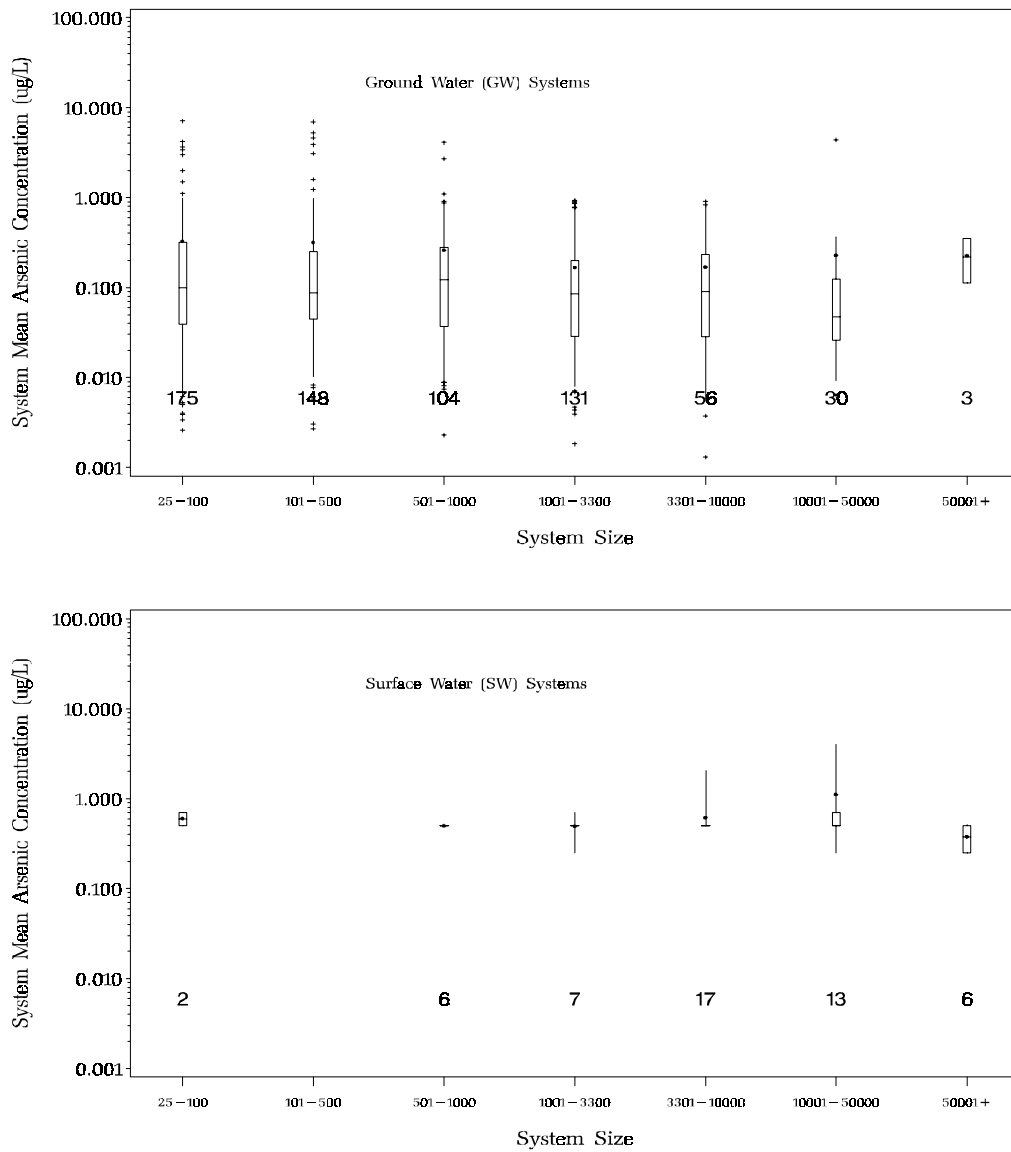 System Mean Arsenic Concentration (ug/L)
100.000
10.000
1.000
0.100
0.010
0.001
Ground Water (GW) Systems
175 148 104 131 56 30 3
25−100 101−500 501−1000 1001−3300 3301−10000 10001−50000 50001+
System Size
System Mean Arsenic Concentration (ug/L)
100.000
10.000
1.000
0.100
0.010
0.001
Surface Water (SW) Systems
2 6 7 17 13 6
25−100 101−500 501−1000 1001−3300 3301−10000 10001−50000 50001+
System Size